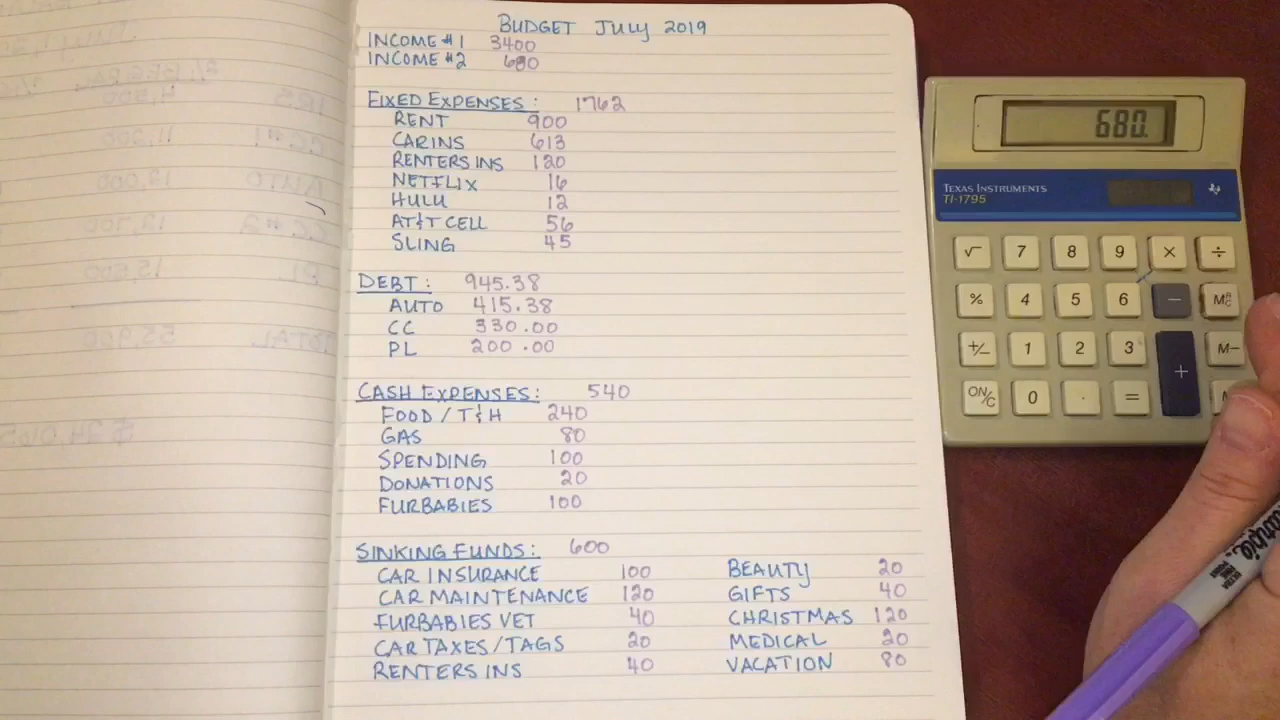 BUDGET JULY 2019
INCOME #1 3400
INCOME #2 680
FIXED EXPENSES: 1762
RENT 900
CAR INS 613
RENTERS INS 120
NETFLIX 16
HULU 12
AT&T CELL 56
SLING 45
DEBT: 945.38
AUTO 415.38
CC 330.00
PL 200.00
CASH EXPENSES: 540
FOOD / T&H 240
GAS 80
SPENDING 100
DONATIONS 20
FURBABIES 100
SINKING FUNDS: 600
CAR INSURANCE 100 BEAUTY 20
CAR MAINTENANCE 120 GIFTS 40
FURBABIES VET 40 CHRISTMAS 120
CAR TAXES/TAGS 20 MEDICAL 20
RENTERS INS 40 VACATION 80
680.
TEXAS INSTRUMENTS
TI-1795
√ 7 8 9 × ÷
% 4 5 6 − MRC
+/− 1 2 3 + M−
ON/C 0 . =
Sharpie